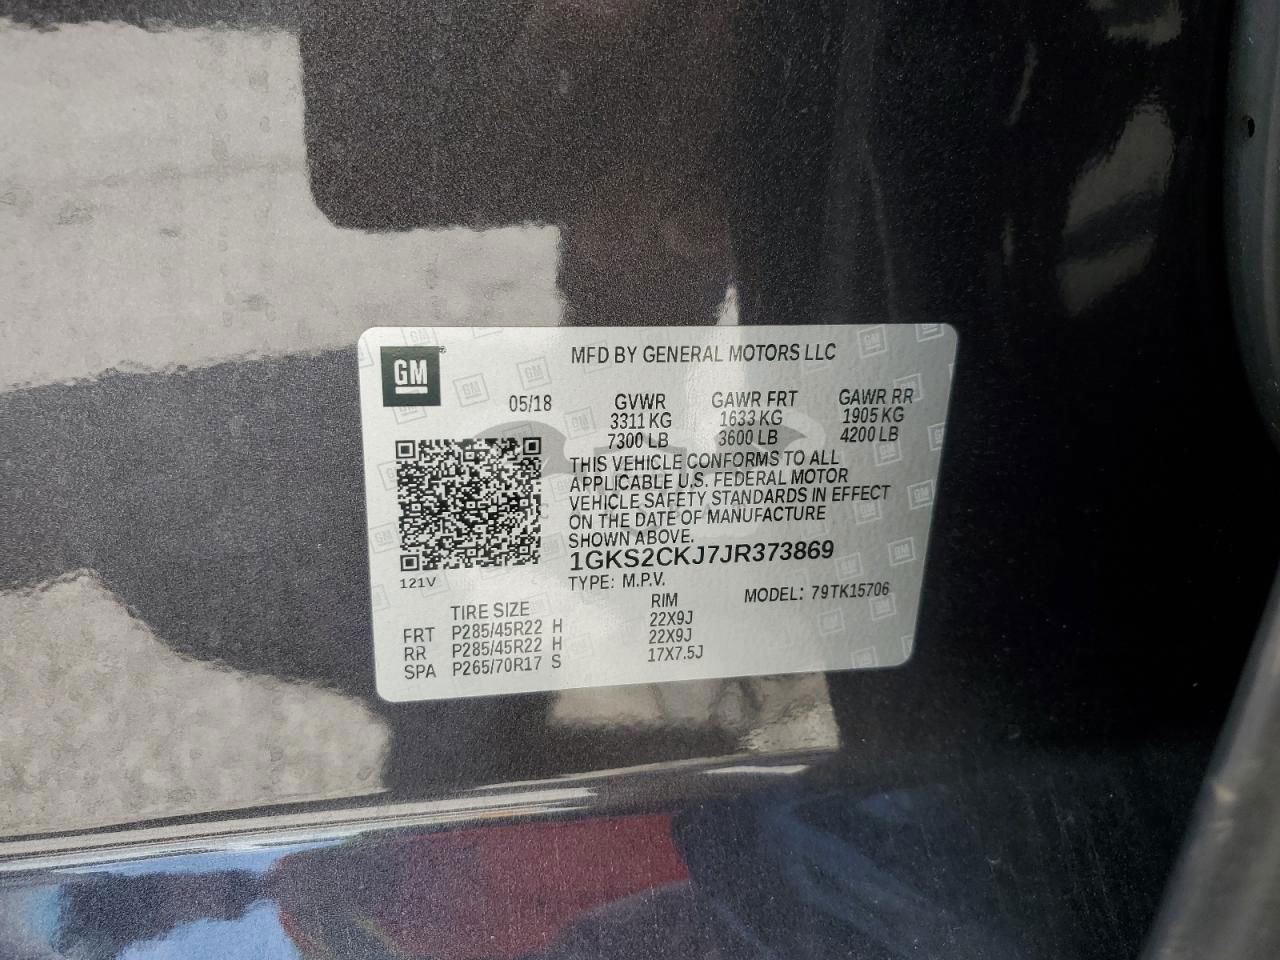 GM
MFD BY GENERAL MOTORS LLC
05/18 GVWR GAWR FRT GAWR RR
3311 KG 1633 KG 1905 KG
7300 LB 3600 LB 4200 LB
THIS VEHICLE CONFORMS TO ALL
APPLICABLE U.S. FEDERAL MOTOR
VEHICLE SAFETY STANDARDS IN EFFECT
ON THE DATE OF MANUFACTURE
SHOWN ABOVE.
1GKS2CKJ7JR373869
121V
TYPE: M.P.V. MODEL: 79TK15706
TIRE SIZE RIM
FRT P285/45R22 H 22X9J
RR P285/45R22 H 22X9J
SPA P265/70R17 S 17X7.5J